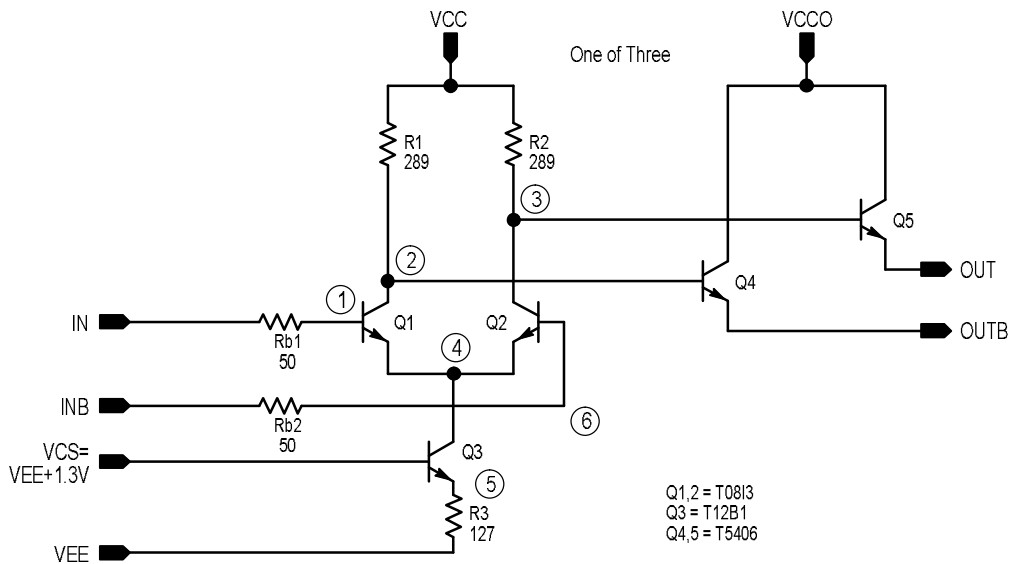 VCC
VCCO
One of Three
R1
289
R2
289
3
Q5
2
OUT
Q4
1
IN
Rb1
50
Q1
Q2
OUTB
4
INB
Rb2
50
6
VCS=
VEE+1.3V
Q3
5
R3
127
Q1,2 = T08I3
Q3 = T12B1
Q4,5 = T5406
VEE